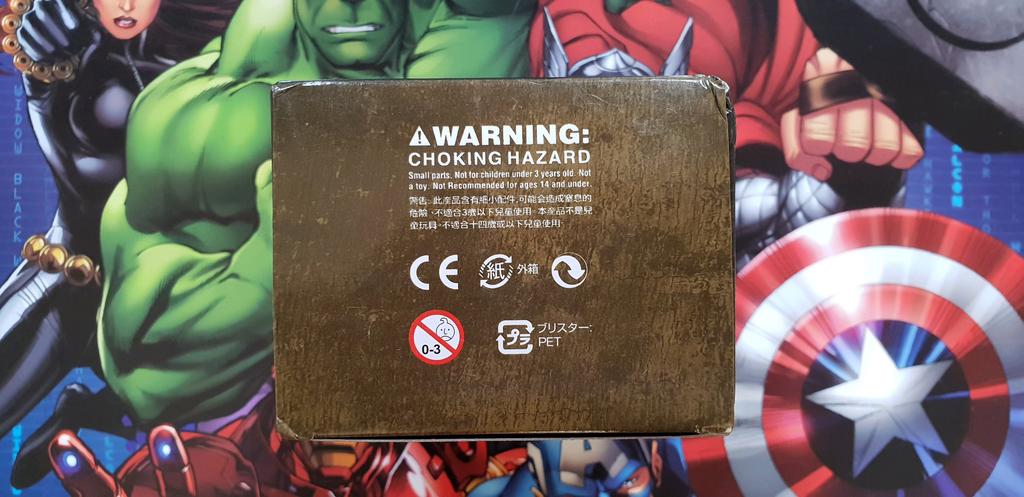 WARNING:
CHOKING HAZARD
Small parts. Not for children under 3 years old. Not
a toy. Not Recommended for ages 14 and under.
警告: 此產品含有細小配件,可能會造成窒息的
危險,不適合3歲以下兒童使用。本產品不是兒
童玩具,不適合十四歲或以下兒童使用。
CE 紙 外箱
0-3
プラ ブリスター:
PET
WIDOW BLACK